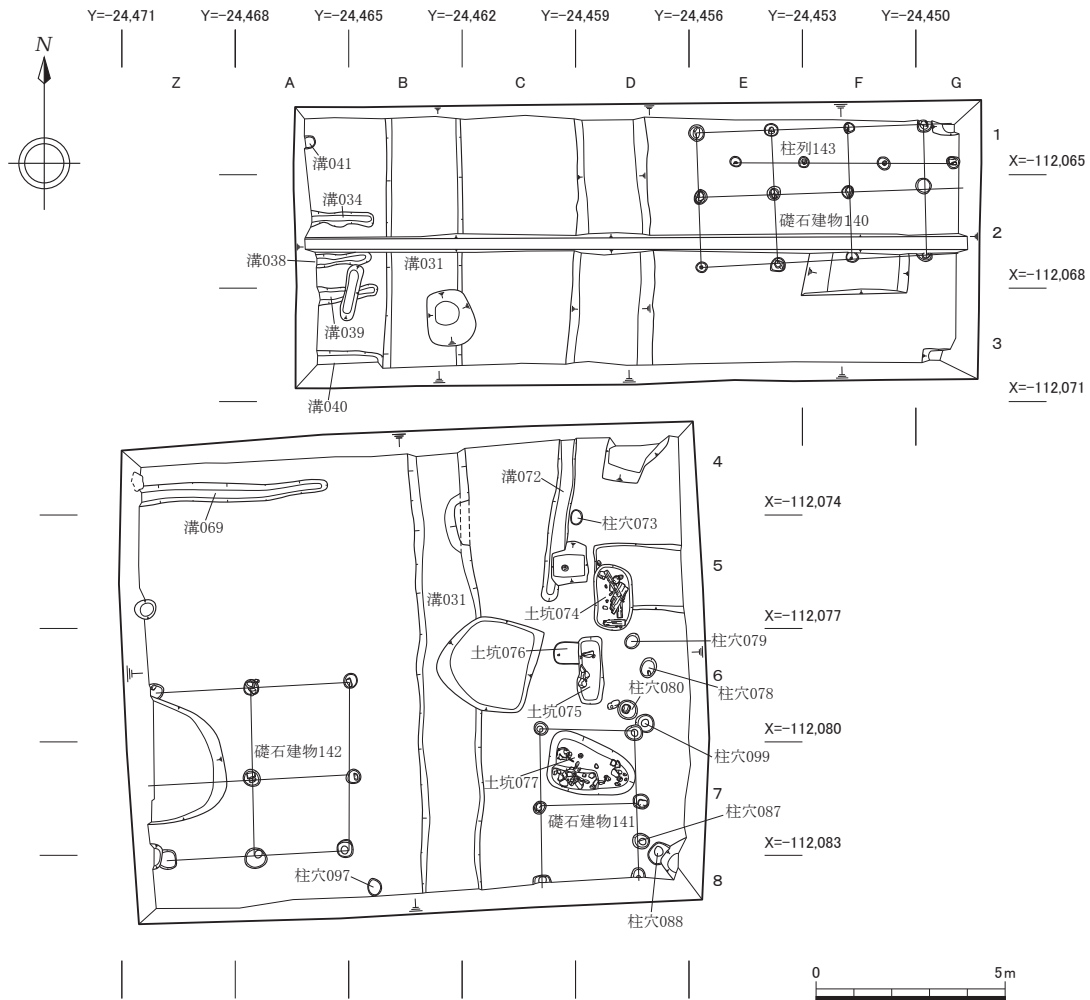 Y=-24,471 Y=-24,468 Y=-24,465 Y=-24,462 Y=-24,459 Y=-24,456 Y=-24,453 Y=-24,450
N
Z A B C D E F G
1
柱列143
溝041
X=-112,065
溝034
礎石建物140
2
溝038
溝031
X=-112,068
溝039
3
X=-112,071
溝040
4
溝072
X=-112,074
溝069
柱穴073
5
溝031
土坑074
X=-112,077
柱穴079
土坑076
6
柱穴080
柱穴078
土坑075
X=-112,080
礎石建物142
柱穴099
土坑077
7
柱穴087
礎石建物141
X=-112,083
柱穴097
8
柱穴088
0 5m